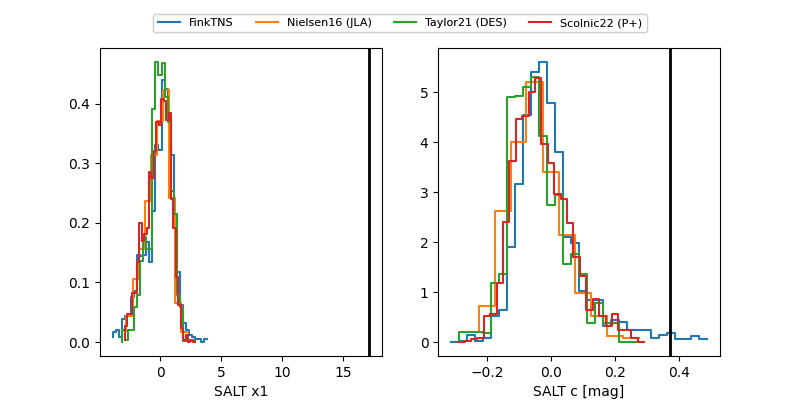 FinkTNS Nielsen16 (JLA) Taylor21 (DES) Scolnic22 (P+)
0.4
0.3
0.2
0.1
0.0
0 5 10 15
SALT x1
5
4
3
2
1
0
−0.2 0.0 0.2 0.4
SALT c [mag]